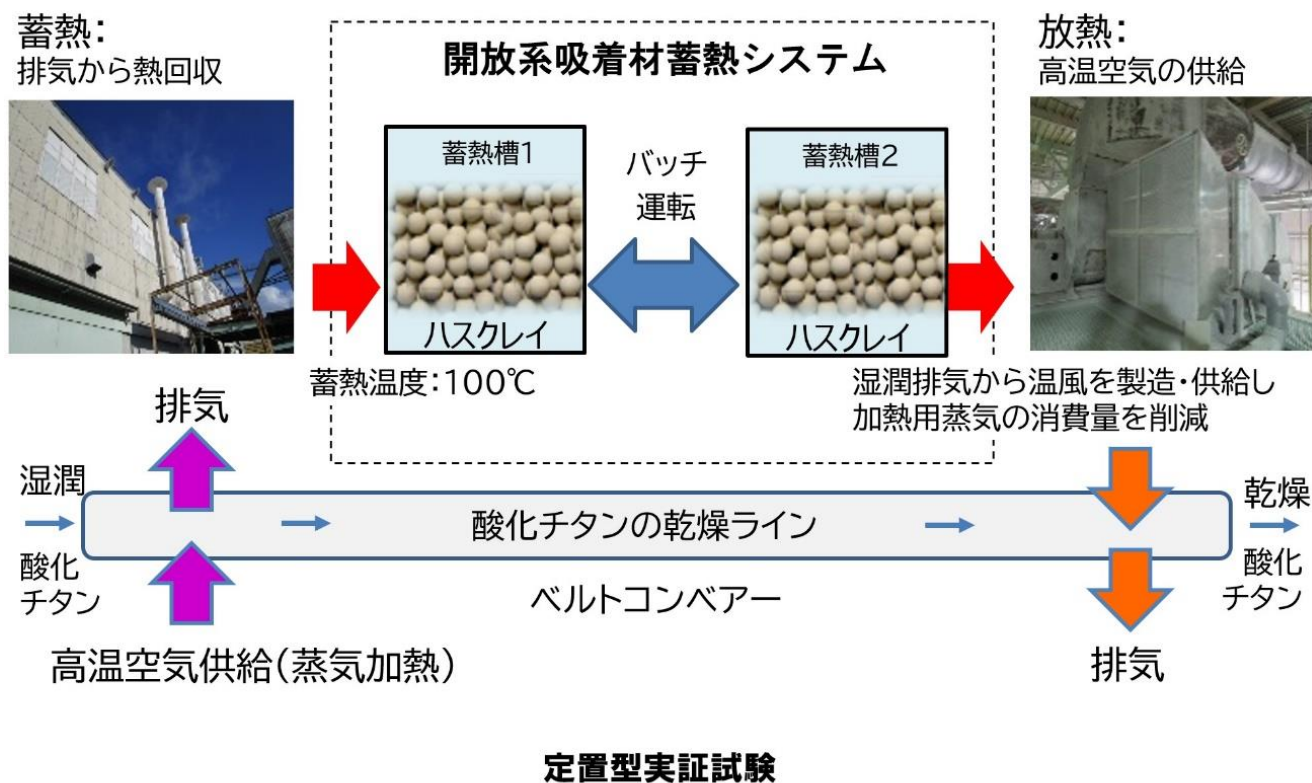 蓄熱：
排気から熱回収
開放系吸着材蓄熱システム
放熱：
高温空気の供給
蓄熱槽1
ハスクレイ
バッチ
運転
蓄熱槽2
ハスクレイ
蓄熱温度：100℃
湿潤排気から温風を製造・供給し
加熱用蒸気の消費量を削減
排気
湿潤
酸化
チタン
酸化チタンの乾燥ライン
乾燥
酸化
チタン
ベルトコンベアー
高温空気供給（蒸気加熱）
排気
定置型実証試験